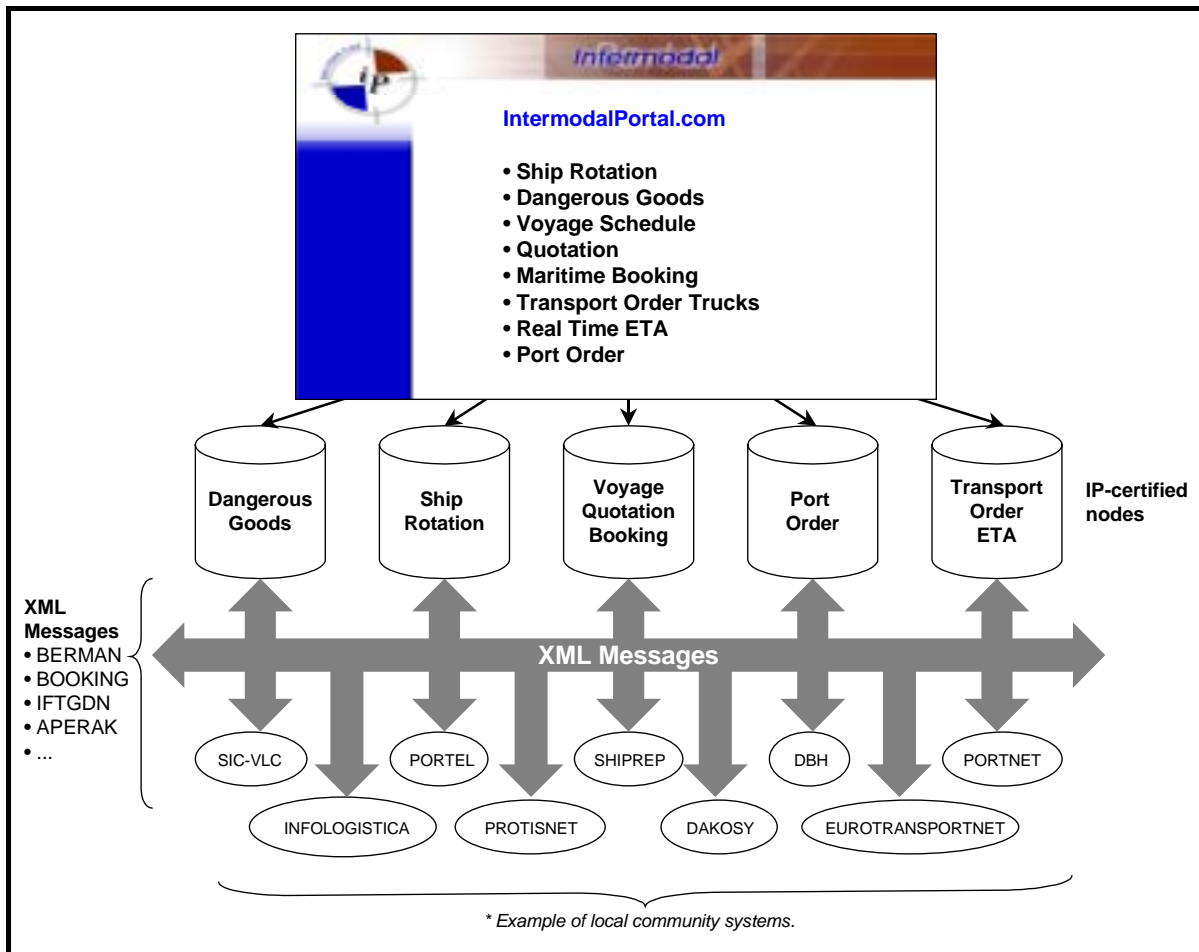 ip
Intermodal
IntermodalPortal.com
• Ship Rotation
• Dangerous Goods
• Voyage Schedule
• Quotation
• Maritime Booking
• Transport Order Trucks
• Real Time ETA
• Port Order
Dangerous
Goods
Ship
Rotation
Voyage
Quotation
Booking
Port
Order
Transport
Order
ETA
IP-certified
nodes
XML
Messages
• BERMAN
• BOOKING
• IFTGDN
• APERAK
• ...
XML Messages
SIC-VLC
PORTEL
SHIPREP
DBH
PORTNET
INFOLOGISTICA
PROTISNET
DAKOSY
EUROTRANSPORTNET
* Example of local community systems.